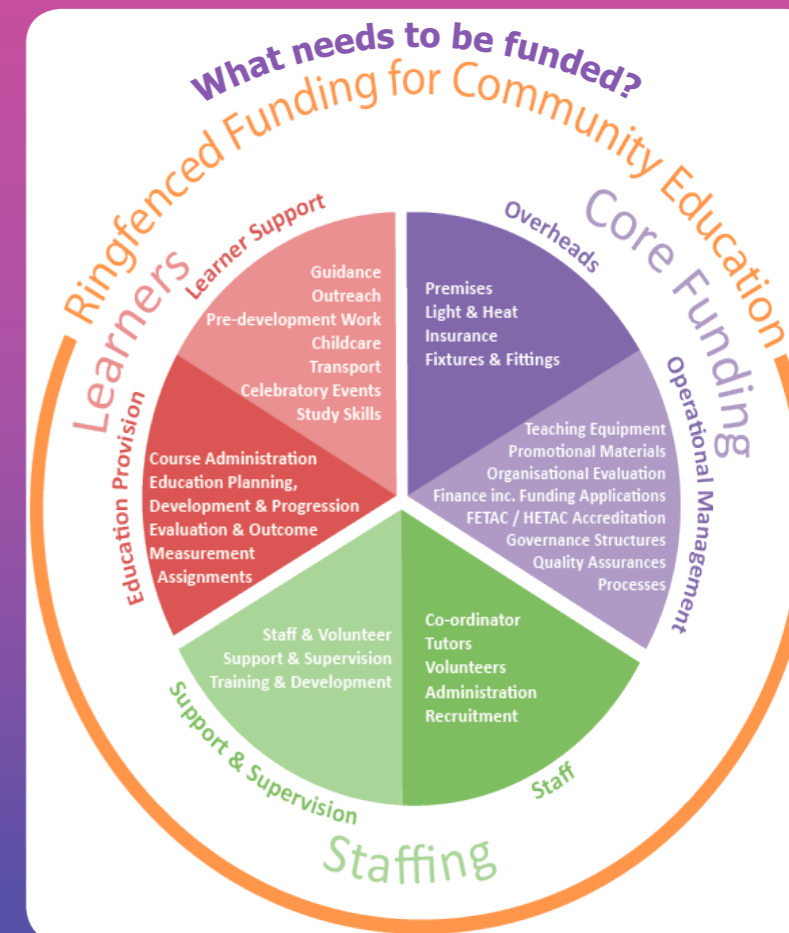 What needs to be funded?
Ringfenced Funding for Community Education
Learners
Learner Support
Guidance
Outreach
Pre-development Work
Childcare
Transport
Celebratory Events
Study Skills
Core Funding
Overheads
Premises
Light & Heat
Insurance
Fixtures & Fittings
Operational Management
Teaching Equipment
Promotional Materials
Organisational Evaluation
Finance inc. Funding Applications
FETAC / HETAC Accreditation
Governance Structures
Quality Assurances
Processes
Education Provision
Course Administration
Education Planning,
Development & Progression
Evaluation & Outcome
Measurement
Assignments
Support & Supervision
Staff & Volunteer
Support & Supervision
Training & Development
Staff
Co-ordinator
Tutors
Volunteers
Administration
Recruitment
Staffing